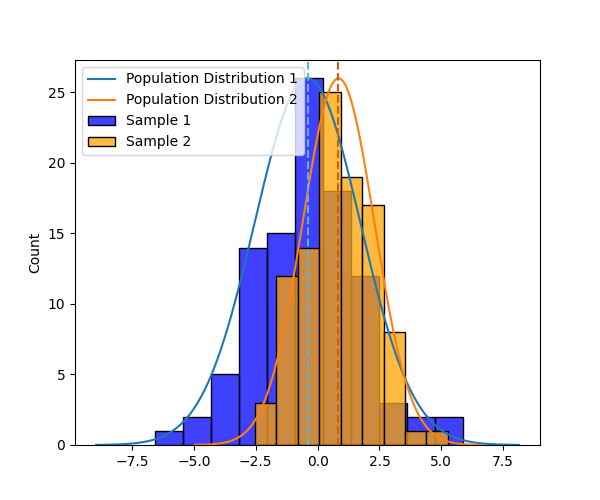 Population Distribution 1
Population Distribution 2
Sample 1
Sample 2
Count
25
20
15
10
5
0
−7.5 −5.0 −2.5 0.0 2.5 5.0 7.5